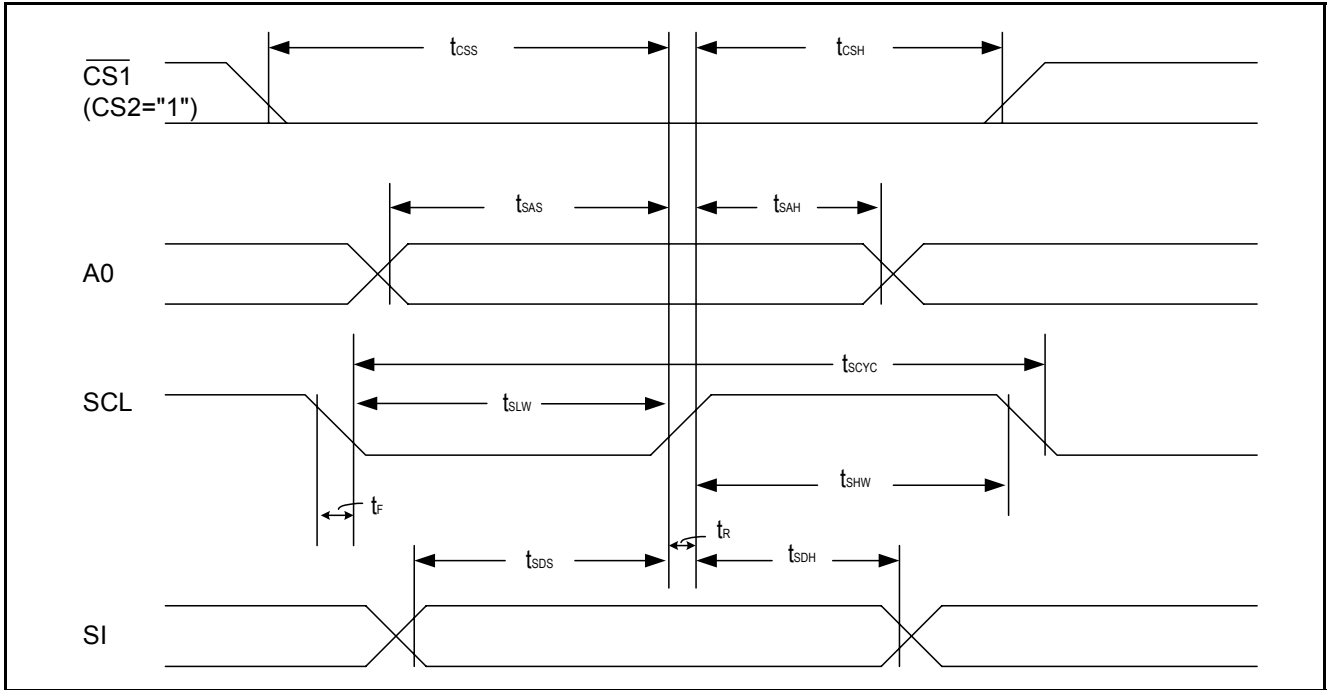 tCSS
tCSH
CS1
(CS2="1")
tSAS
tSAH
A0
tSCYC
SCL
tSLW
tSHW
tF
tR
tSDS
tSDH
SI